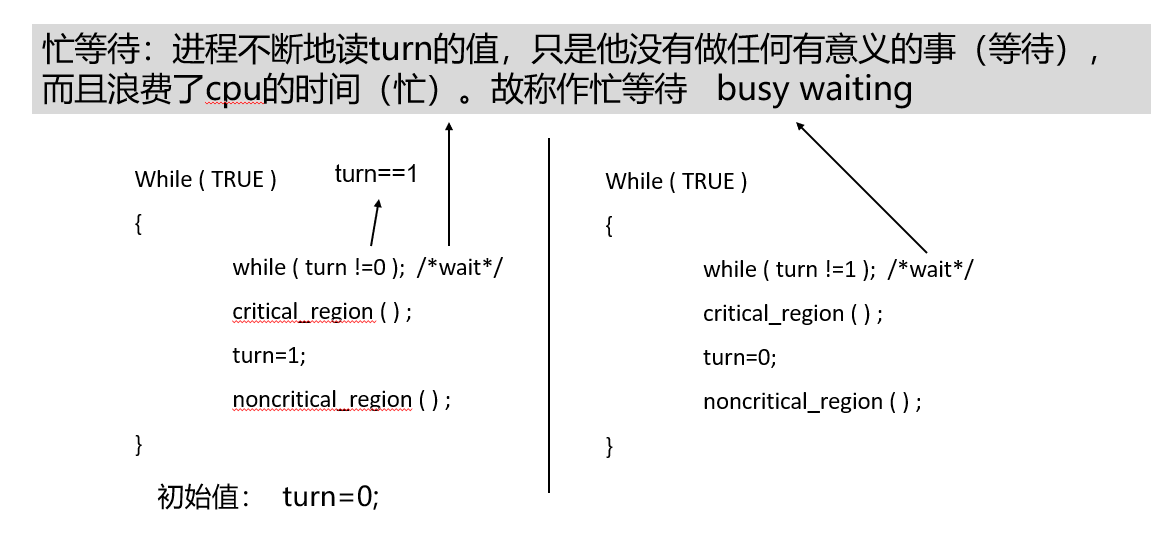 忙等待：进程不断地读turn的值，只是他没有做任何有意义的事（等待），
而且浪费了cpu的时间（忙）。故称作忙等待 busy waiting
While ( TRUE )
turn==1
{
while ( turn !=0 ); /*wait*/
critical_region ( ) ;
turn=1;
noncritical_region ( ) ;
}
初始值： turn=0;
While ( TRUE )
{
while ( turn !=1 ); /*wait*/
critical_region ( ) ;
turn=0;
noncritical_region ( ) ;
}